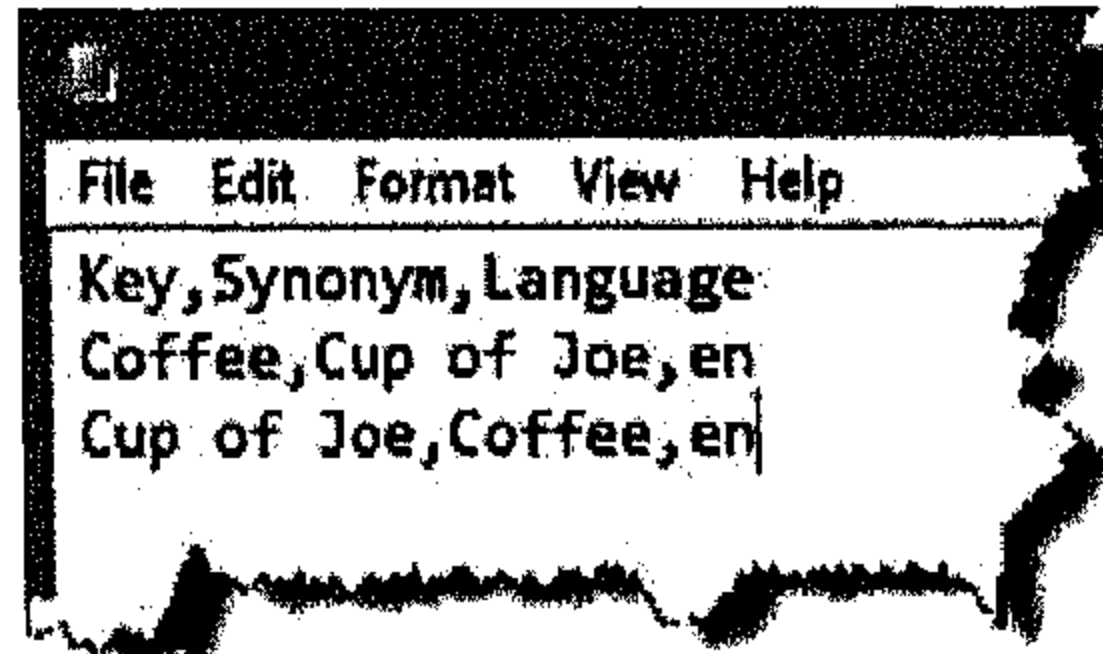 File Edit Format View Help
Key,Synonym,Language
Coffee,Cup of Joe,en
Cup of Joe,Coffee,en